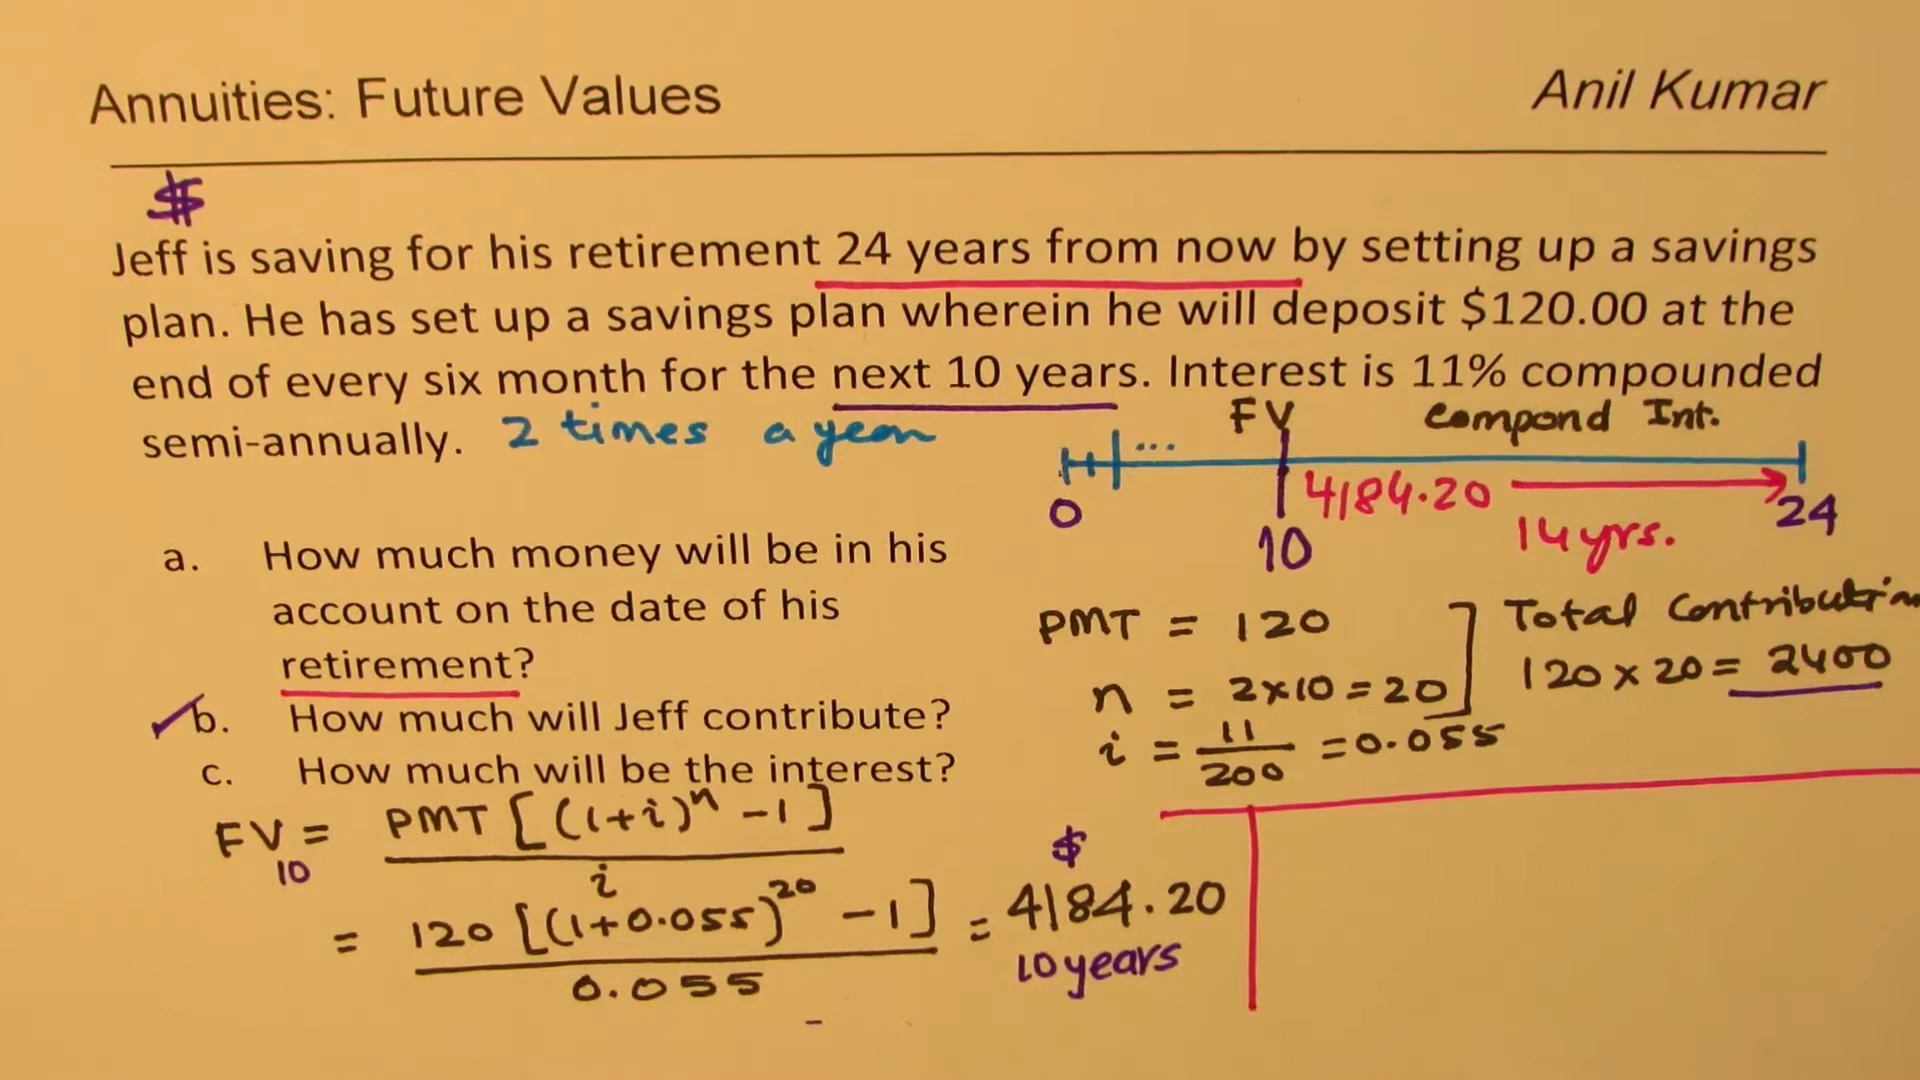 Annuities: Future Values
Anil Kumar
$
Jeff is saving for his retirement 24 years from now by setting up a savings
plan. He has set up a savings plan wherein he will deposit $120.00 at the
end of every six month for the next 10 years. Interest is 11% compounded
semi-annually. 2 times a year
FV Compond Int.
...
0 10 4184.20 24
14 yrs.
a. How much money will be in his
account on the date of his
retirement?
b. How much will Jeff contribute?
c. How much will be the interest?
PMT = 120
n = 2×10 = 20
i = 11/200 = 0.055
Total Contribution
120 × 20 = 2400
FV10 = PMT [(1+i)^n - 1] / i
= 120 [(1+0.055)^20 - 1] / 0.055 = $4184.20
10 years